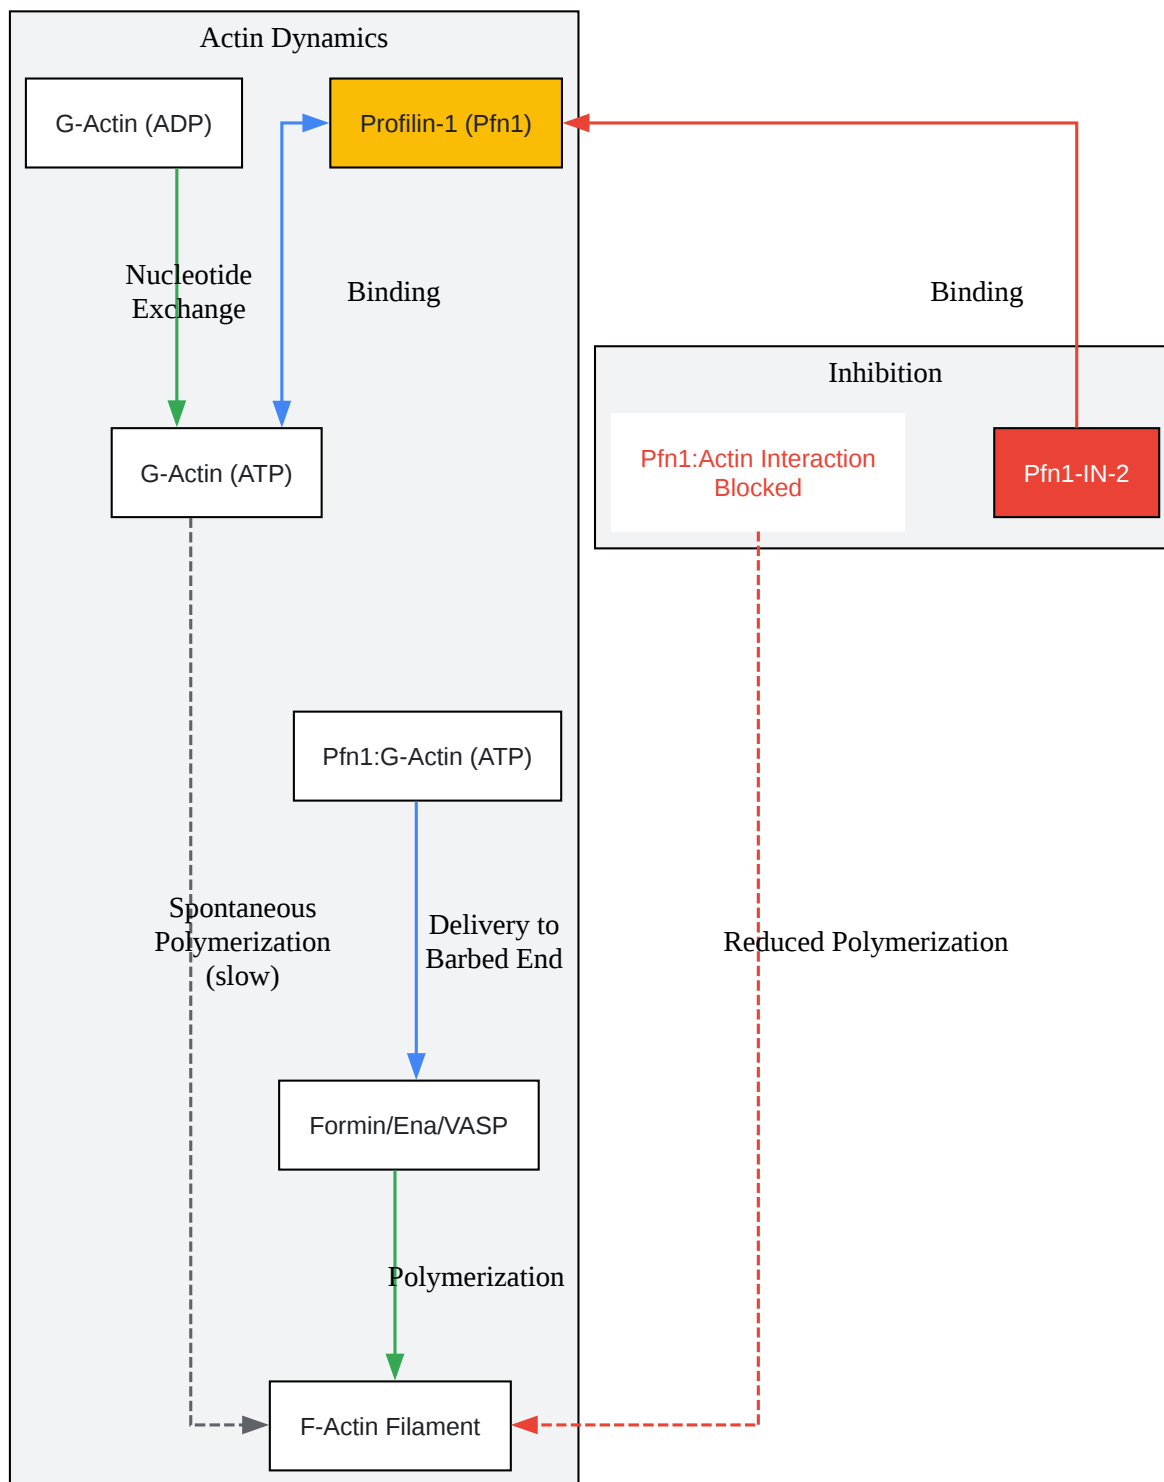 Actin Dynamics
G-Actin (ADP)
Profilin-1 (Pfn1)
Nucleotide
Exchange
Binding
Binding
Inhibition
G-Actin (ATP)
Pfn1:Actin Interaction
Blocked
Pfn1-IN-2
Pfn1:G-Actin (ATP)
Spontaneous
Polymerization
(slow)
Delivery to
Barbed End
Reduced Polymerization
Formin/Ena/VASP
Polymerization
F-Actin Filament